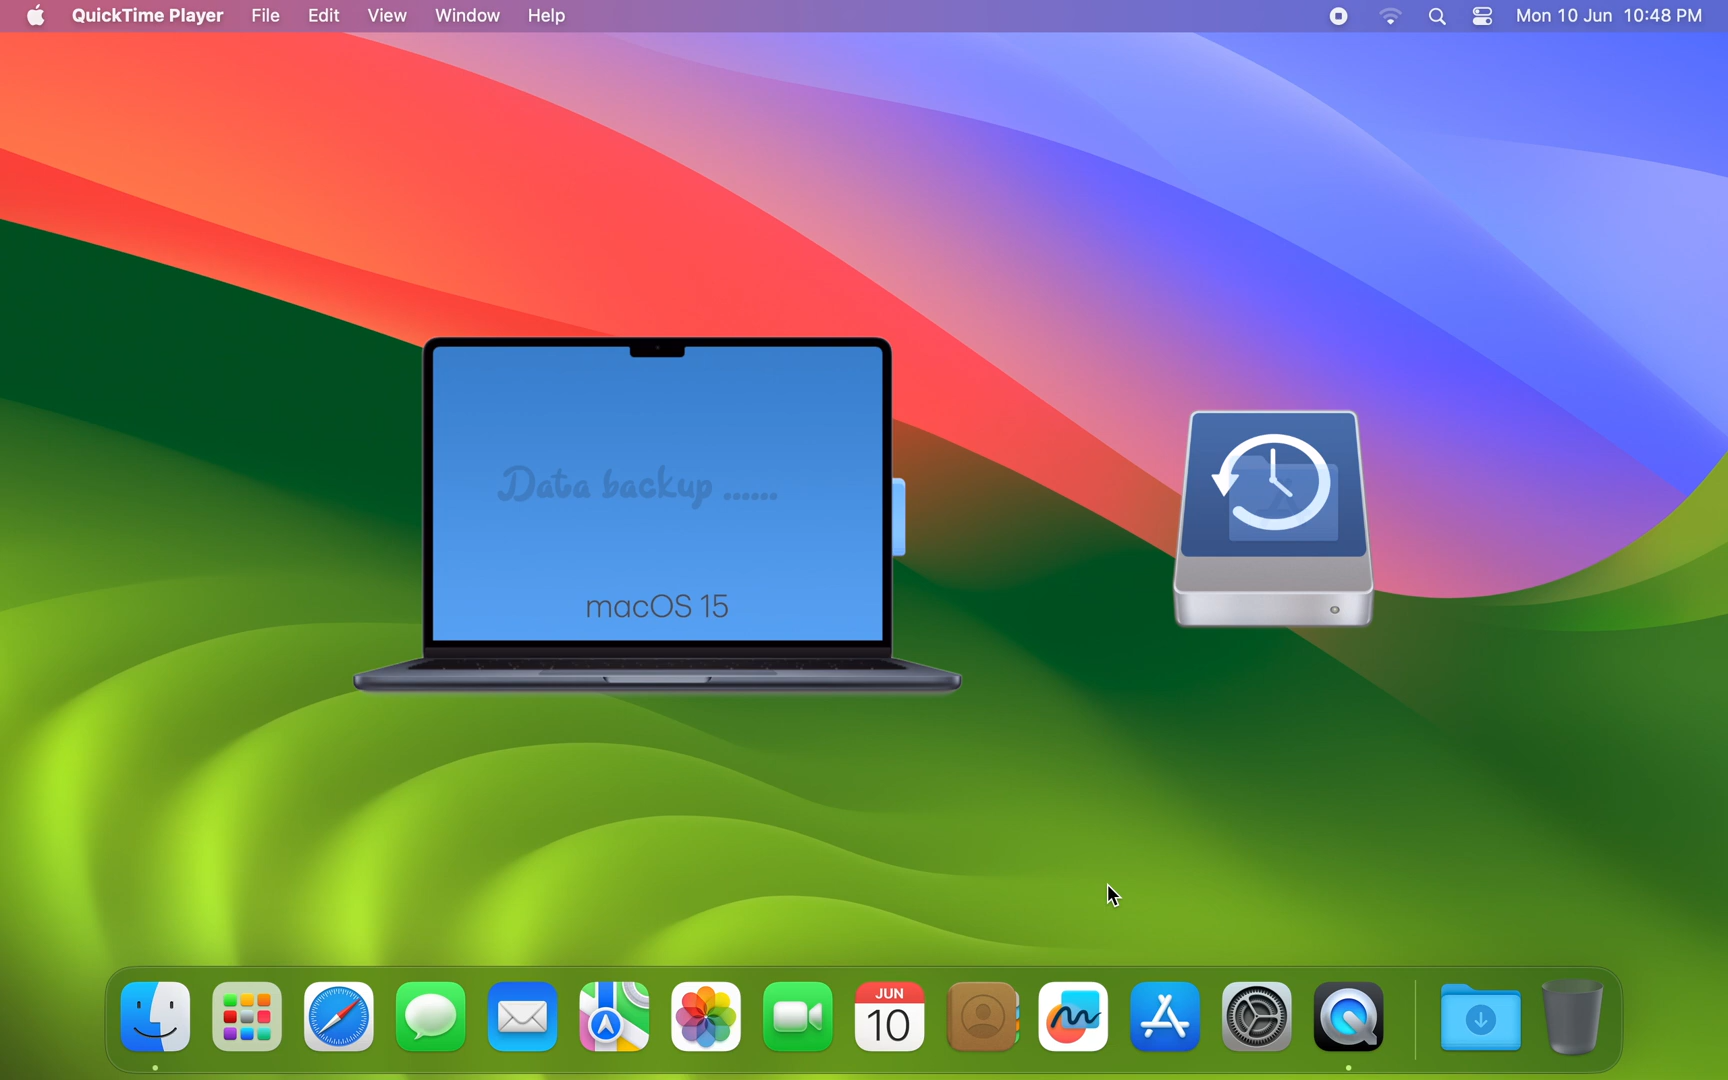 QuickTime Player File Edit View Window Help Mon 10 Jun 10:48 PM
Data backup ......
macOS 15
JUN
10